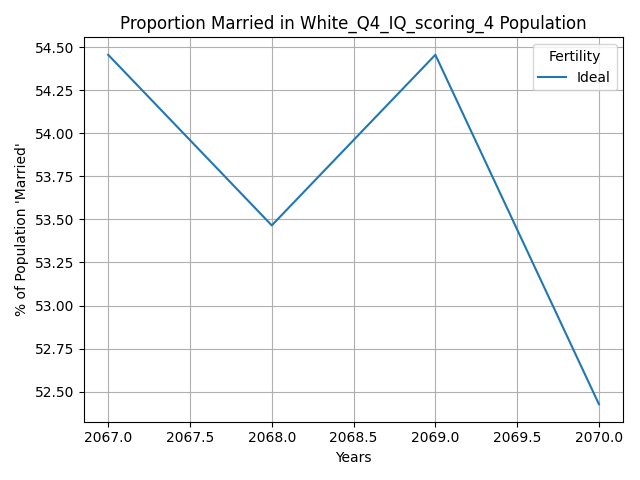 Proportion Married in White_Q4_IQ_scoring_4 Population
Fertility
Ideal
% of Population 'Married'
54.50
54.25
54.00
53.75
53.50
53.25
53.00
52.75
52.50
2067.0 2067.5 2068.0 2068.5 2069.0 2069.5 2070.0
Years